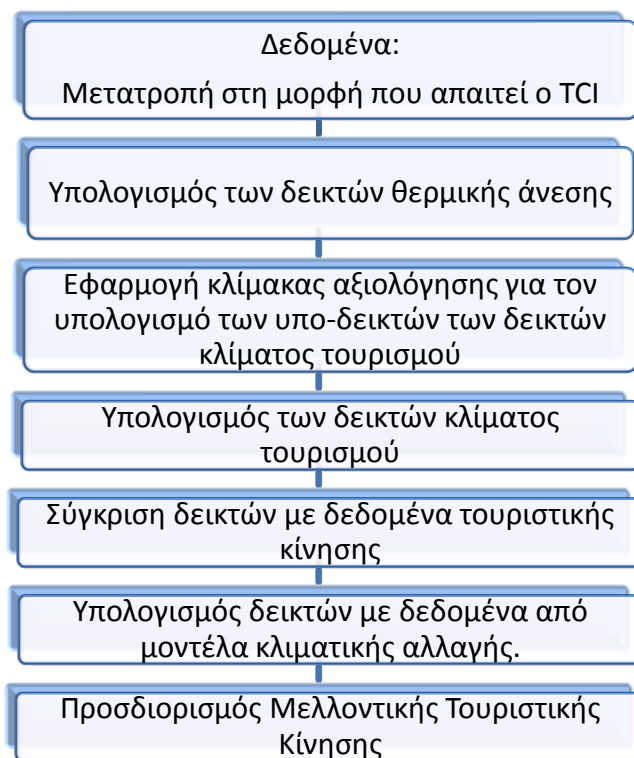 Δεδομένα:
Μετατροπή στη μορφή που απαιτεί ο TCI
Υπολογισμός των δεικτών θερμικής άνεσης
Εφαρμογή κλίμακας αξιολόγησης για τον
υπολογισμό των υπο-δεικτών των δεικτών
κλίματος τουρισμού
Υπολογισμός των δεικτών κλίματος
τουρισμού
Σύγκριση δεικτών με δεδομένα τουριστικής
κίνησης
Υπολογισμός δεικτών με δεδομένα από
μοντέλα κλιματικής αλλαγής.
Προσδιορισμός Μελλοντικής Τουριστικής
Κίνησης